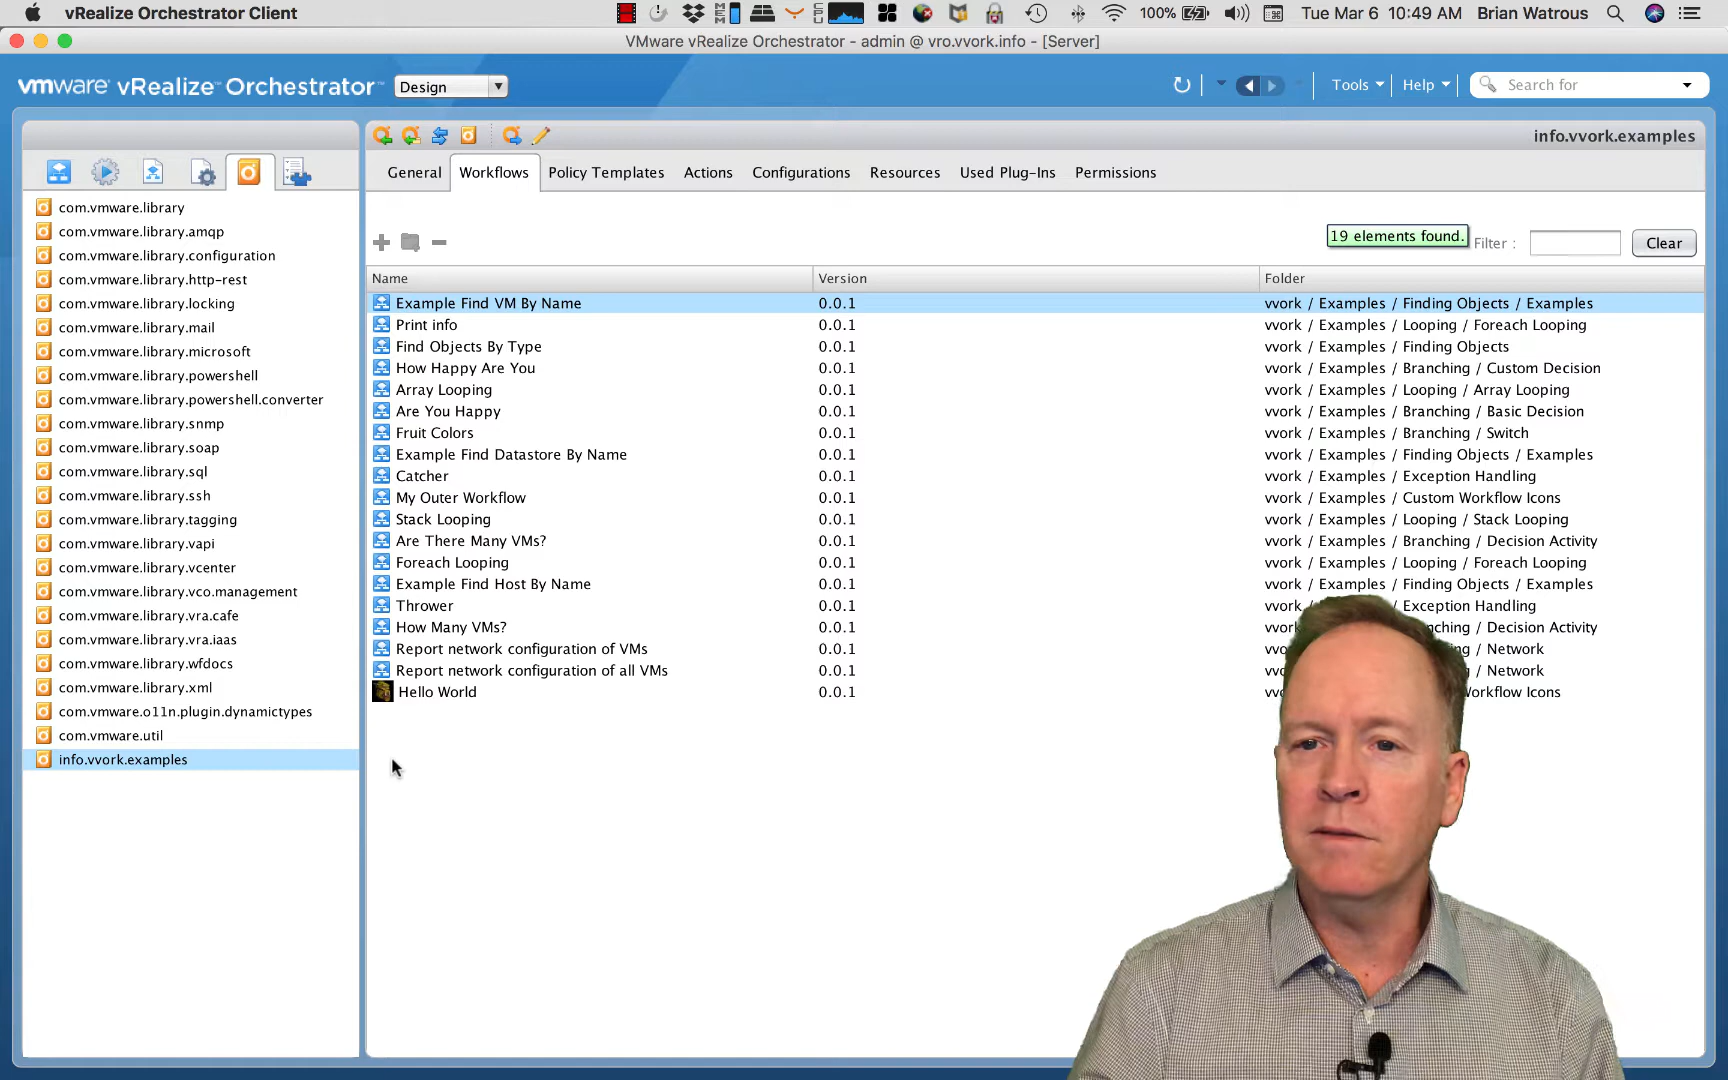 vRealize Orchestrator Client
100% Tue Mar 6 10:49 AM Brian Watrous
VMware vRealize Orchestrator - admin @ vro.vvork.info - [Server]
vmware vRealize™ Orchestrator™ Design
Tools Help Search for
info.vvork.examples
General Workflows Policy Templates Actions Configurations Resources Used Plug-Ins Permissions
19 elements found. Filter : Clear
com.vmware.library
com.vmware.library.amqp
com.vmware.library.configuration
com.vmware.library.http-rest
com.vmware.library.locking
com.vmware.library.mail
com.vmware.library.microsoft
com.vmware.library.powershell
com.vmware.library.powershell.converter
com.vmware.library.snmp
com.vmware.library.soap
com.vmware.library.sql
com.vmware.library.ssh
com.vmware.library.tagging
com.vmware.library.vapi
com.vmware.library.vcenter
com.vmware.library.vco.management
com.vmware.library.vra.cafe
com.vmware.library.vra.iaas
com.vmware.library.wfdocs
com.vmware.library.xml
com.vmware.o11n.plugin.dynamictypes
com.vmware.util
info.vvork.examples
Name Version Folder
Example Find VM By Name 0.0.1 vvork / Examples / Finding Objects / Examples
Print info 0.0.1 vvork / Examples / Looping / Foreach Looping
Find Objects By Type 0.0.1 vvork / Examples / Finding Objects
How Happy Are You 0.0.1 vvork / Examples / Branching / Custom Decision
Array Looping 0.0.1 vvork / Examples / Looping / Array Looping
Are You Happy 0.0.1 vvork / Examples / Branching / Basic Decision
Fruit Colors 0.0.1 vvork / Examples / Branching / Switch
Example Find Datastore By Name 0.0.1 vvork / Examples / Finding Objects / Examples
Catcher 0.0.1 vvork / Examples / Exception Handling
My Outer Workflow 0.0.1 vvork / Examples / Custom Workflow Icons
Stack Looping 0.0.1 vvork / Examples / Looping / Stack Looping
Are There Many VMs? 0.0.1 vvork / Examples / Branching / Decision Activity
Foreach Looping 0.0.1 vvork / Examples / Looping / Foreach Looping
Example Find Host By Name 0.0.1 vvork / Examples / Finding Objects / Examples
Thrower 0.0.1 vvork / Exception Handling
How Many VMs? 0.0.1 / Decision Activity
Report network configuration of VMs 0.0.1 / Network
Report network configuration of all VMs 0.0.1 / Network
Hello World 0.0.1 Icons